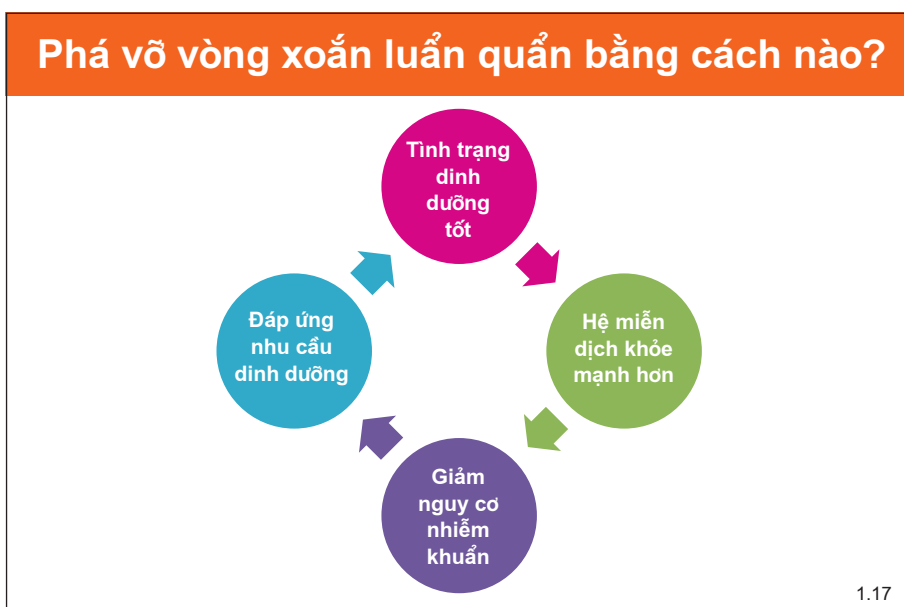 Phá vỡ vòng xoắn luẩn quẩn bằng cách nào?
Tình trạng
dinh
dưỡng
tốt
Hệ miễn
dịch khỏe
mạnh hơn
Giảm
nguy cơ
nhiễm
khuẩn
Đáp ứng
nhu cầu
dinh dưỡng
1.17